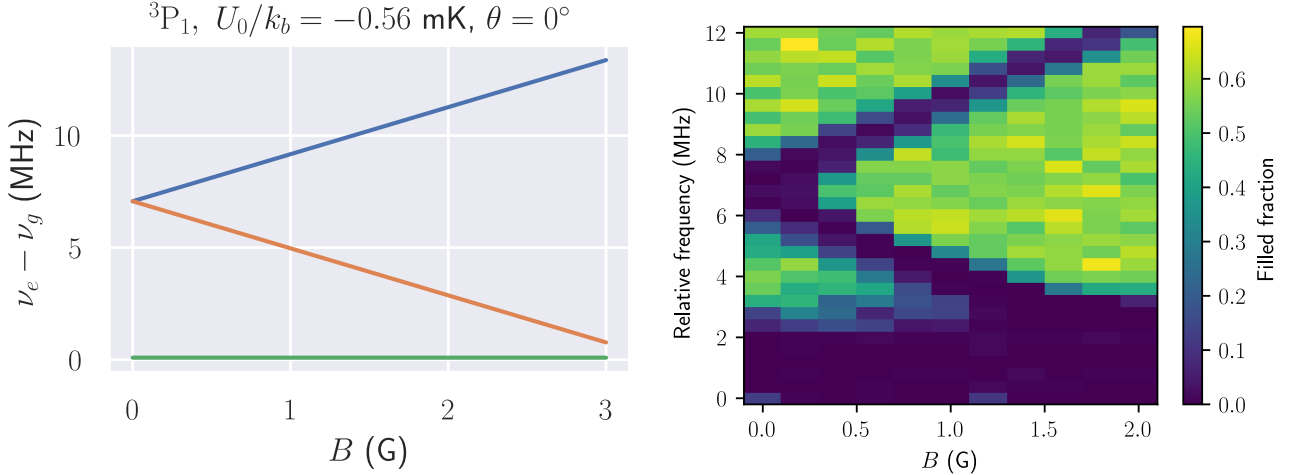 ³P₁, U₀/k_b = −0.56 mK, θ = 0°
ν_e − ν_g (MHz)
10
5
0
0 1 2 3
B (G)
Relative frequency (MHz)
12
10
8
6
4
2
0
0.0 0.5 1.0 1.5 2.0
B (G)
0.6
0.5
0.4
0.3
0.2
0.1
0.0
Filled fraction